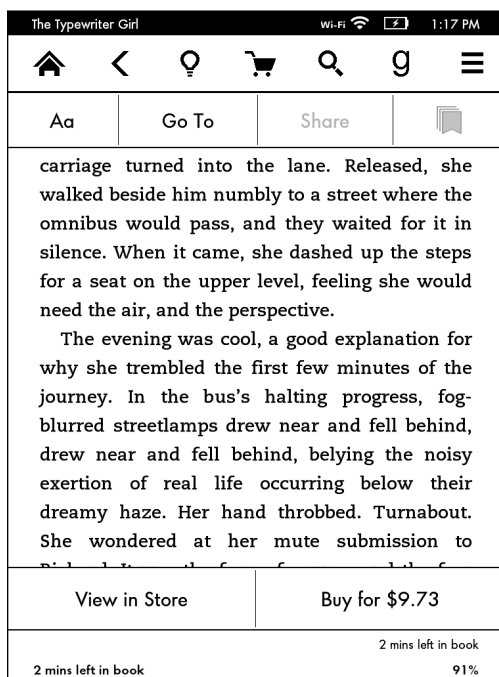 The Typewriter Girl
Wi-Fi 1:17 PM
g
Aa Go To Share
carriage turned into the lane. Released, she
walked beside him numbly to a street where the
omnibus would pass, and they waited for it in
silence. When it came, she dashed up the steps
for a seat on the upper level, feeling she would
need the air, and the perspective.
The evening was cool, a good explanation for
why she trembled the first few minutes of the
journey. In the bus's halting progress, fog-
blurred streetlamps drew near and fell behind,
drew near and fell behind, belying the noisy
exertion of real life occurring below their
dreamy haze. Her hand throbbed. Turnabout.
She wondered at her mute submission to
View in Store Buy for $9.73
2 mins left in book
2 mins left in book 91%